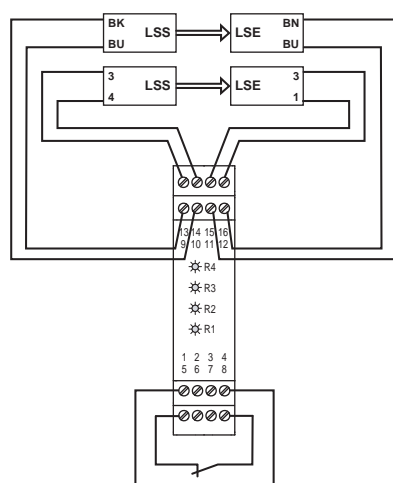 BK
LSS
BU
BN
LSE
BU
3
LSS
4
3
LSE
1
13 14 15 16
9 10 11 12
R4
R3
R2
R1
1 2 3 4
5 6 7 8